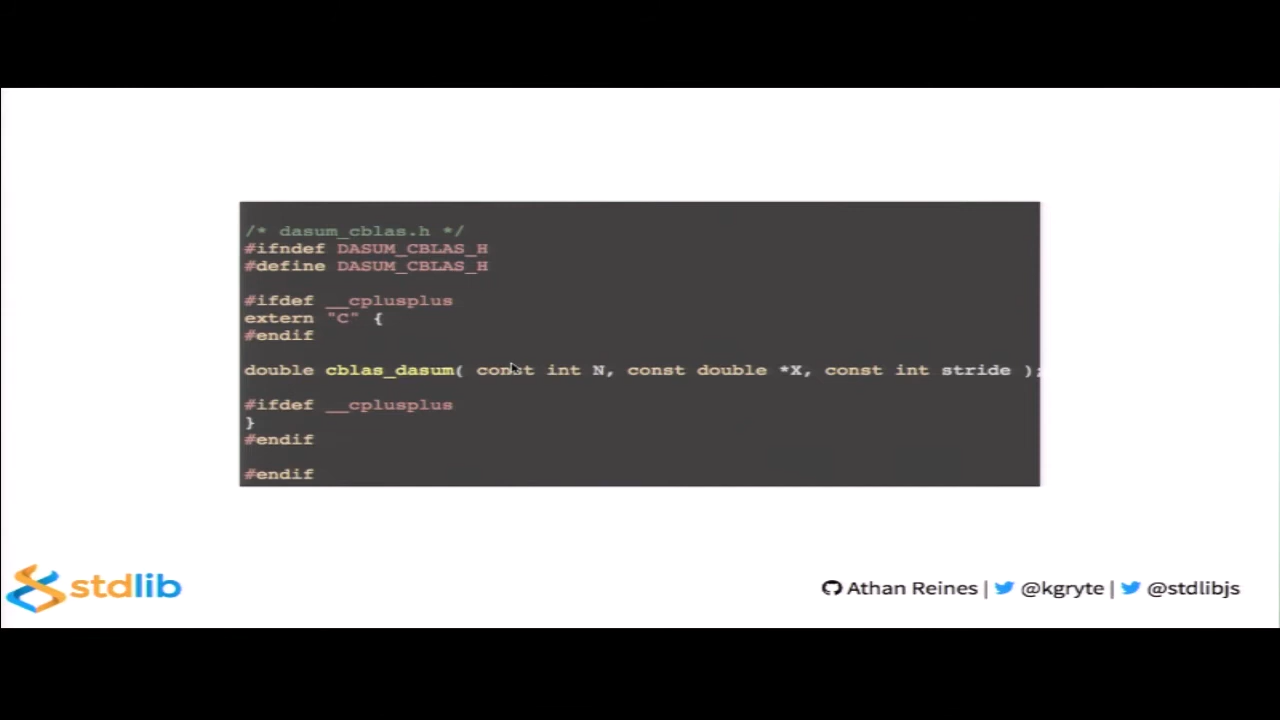 /* dasum_cblas.h */
#ifndef DASUM_CBLAS_H
#define DASUM_CBLAS_H
#ifdef __cplusplus
extern "C" {
#endif
double cblas_dasum( const int N, const double *X, const int stride );
#ifdef __cplusplus
}
#endif
#endif
stdlib
Athan Reines | @kgryte | @stdlibjs